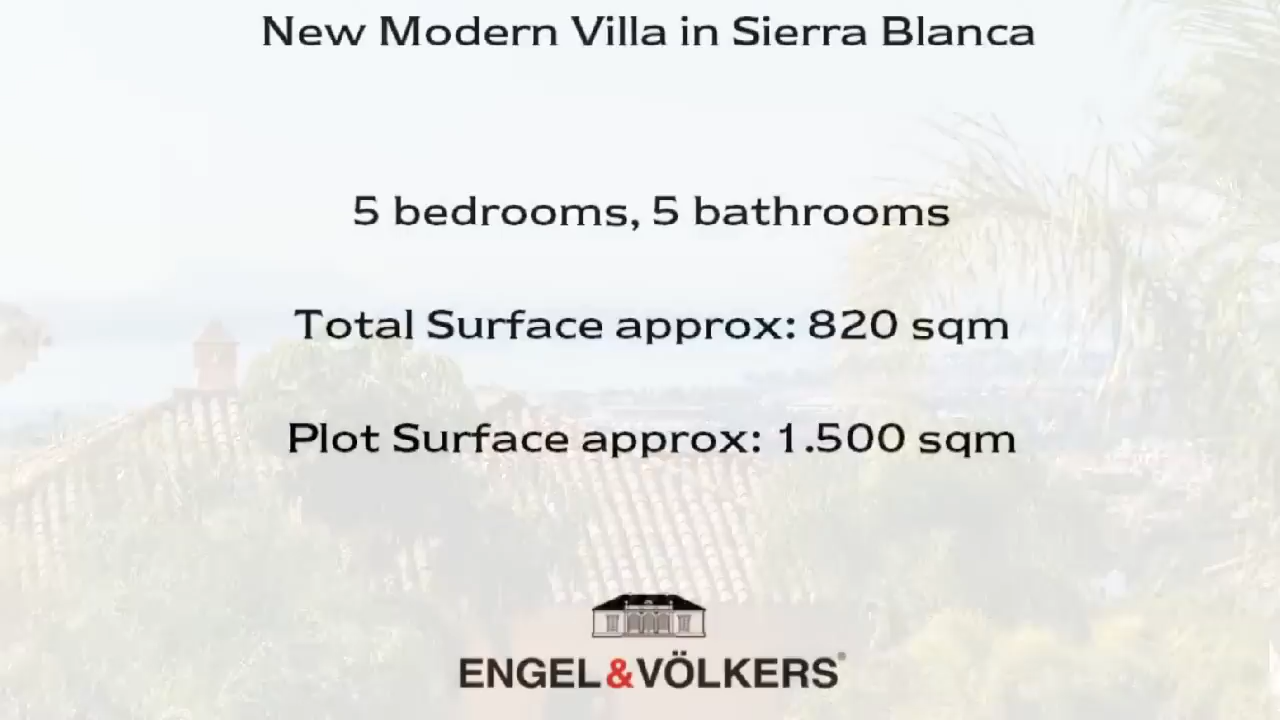 New Modern Villa in Sierra Blanca
5 bedrooms, 5 bathrooms
Total Surface approx: 820 sqm
Plot Surface approx: 1.500 sqm
ENGEL&VÖLKERS®